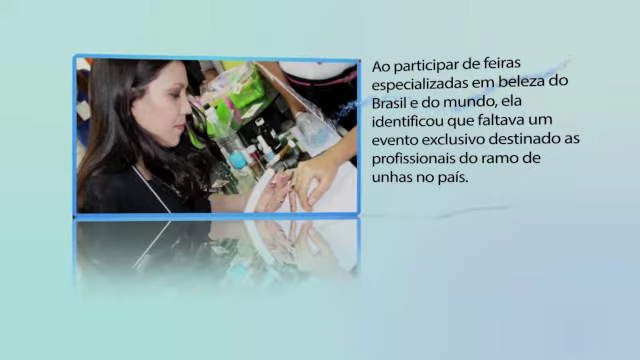 Ao participar de feiras
especializadas em beleza do
Brasil e do mundo, ela
identificou que faltava um
evento exclusivo destinado as
profissionais do ramo de
unhas no país.